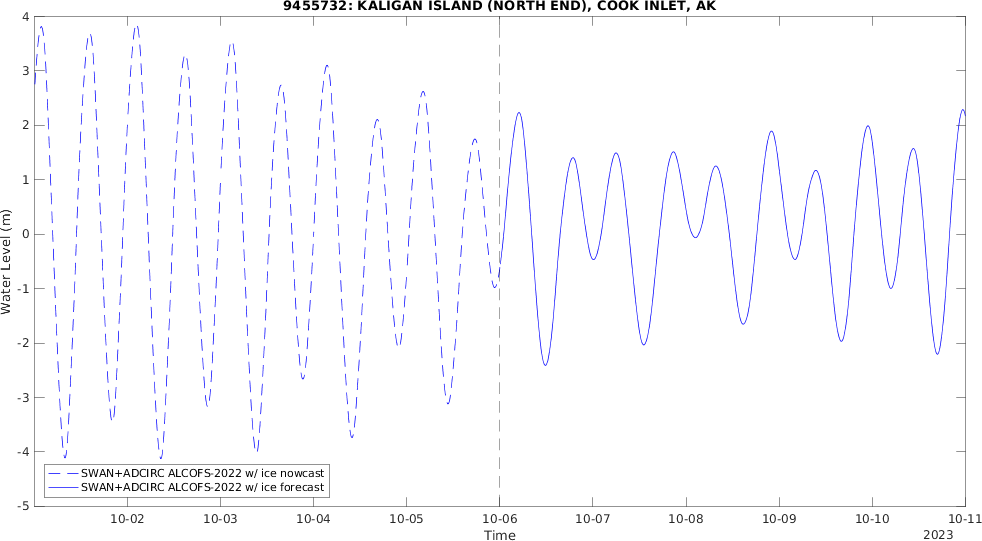 9455732: KALIGAN ISLAND (NORTH END), COOK INLET, AK
Water Level (m)
4
3
2
1
0
-1
-2
-3
-4
-5
SWAN+ADCIRC ALCOFS-2022 w/ ice nowcast
SWAN+ADCIRC ALCOFS-2022 w/ ice forecast
10-02 10-03 10-04 10-05 10-06 10-07 10-08 10-09 10-10 10-11
Time
2023